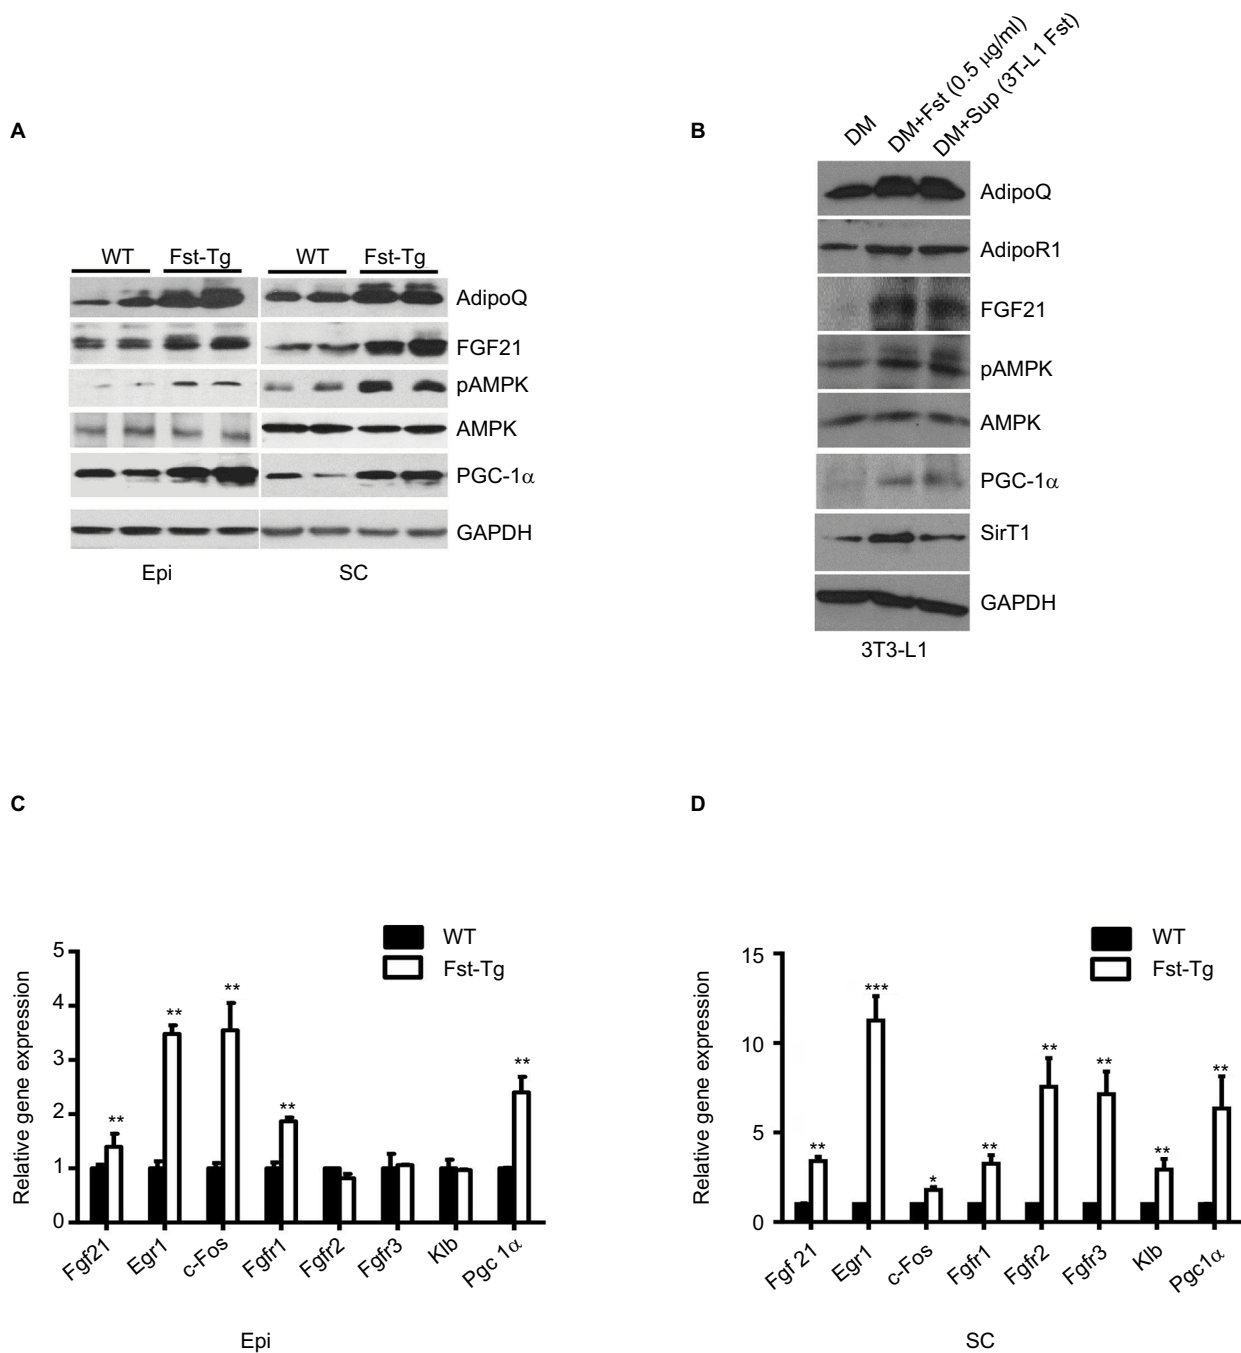 A
WT Fst-Tg WT Fst-Tg
AdipoQ
FGF21
pAMPK
AMPK
PGC-1α
GAPDH
Epi SC
B
DM DM+Fst (0.5 µg/ml) DM+Sup (3T-L1 Fst)
AdipoQ
AdipoR1
FGF21
pAMPK
AMPK
PGC-1α
SirT1
GAPDH
3T3-L1
C
WT
Fst-Tg
Relative gene expression
5
4
3
2
1
0
** ** ** ** **
Fgf21 Egr1 c-Fos Fgfr1 Fgfr2 Fgfr3 Klb Pgc 1α
Epi
D
WT
Fst-Tg
Relative gene expression
15
10
5
0
** *** * ** ** ** ** **
Fgf 21 Egr1 c-Fos Fgfr1 Fgfr2 Fgfr3 Klb Pgc1α
SC